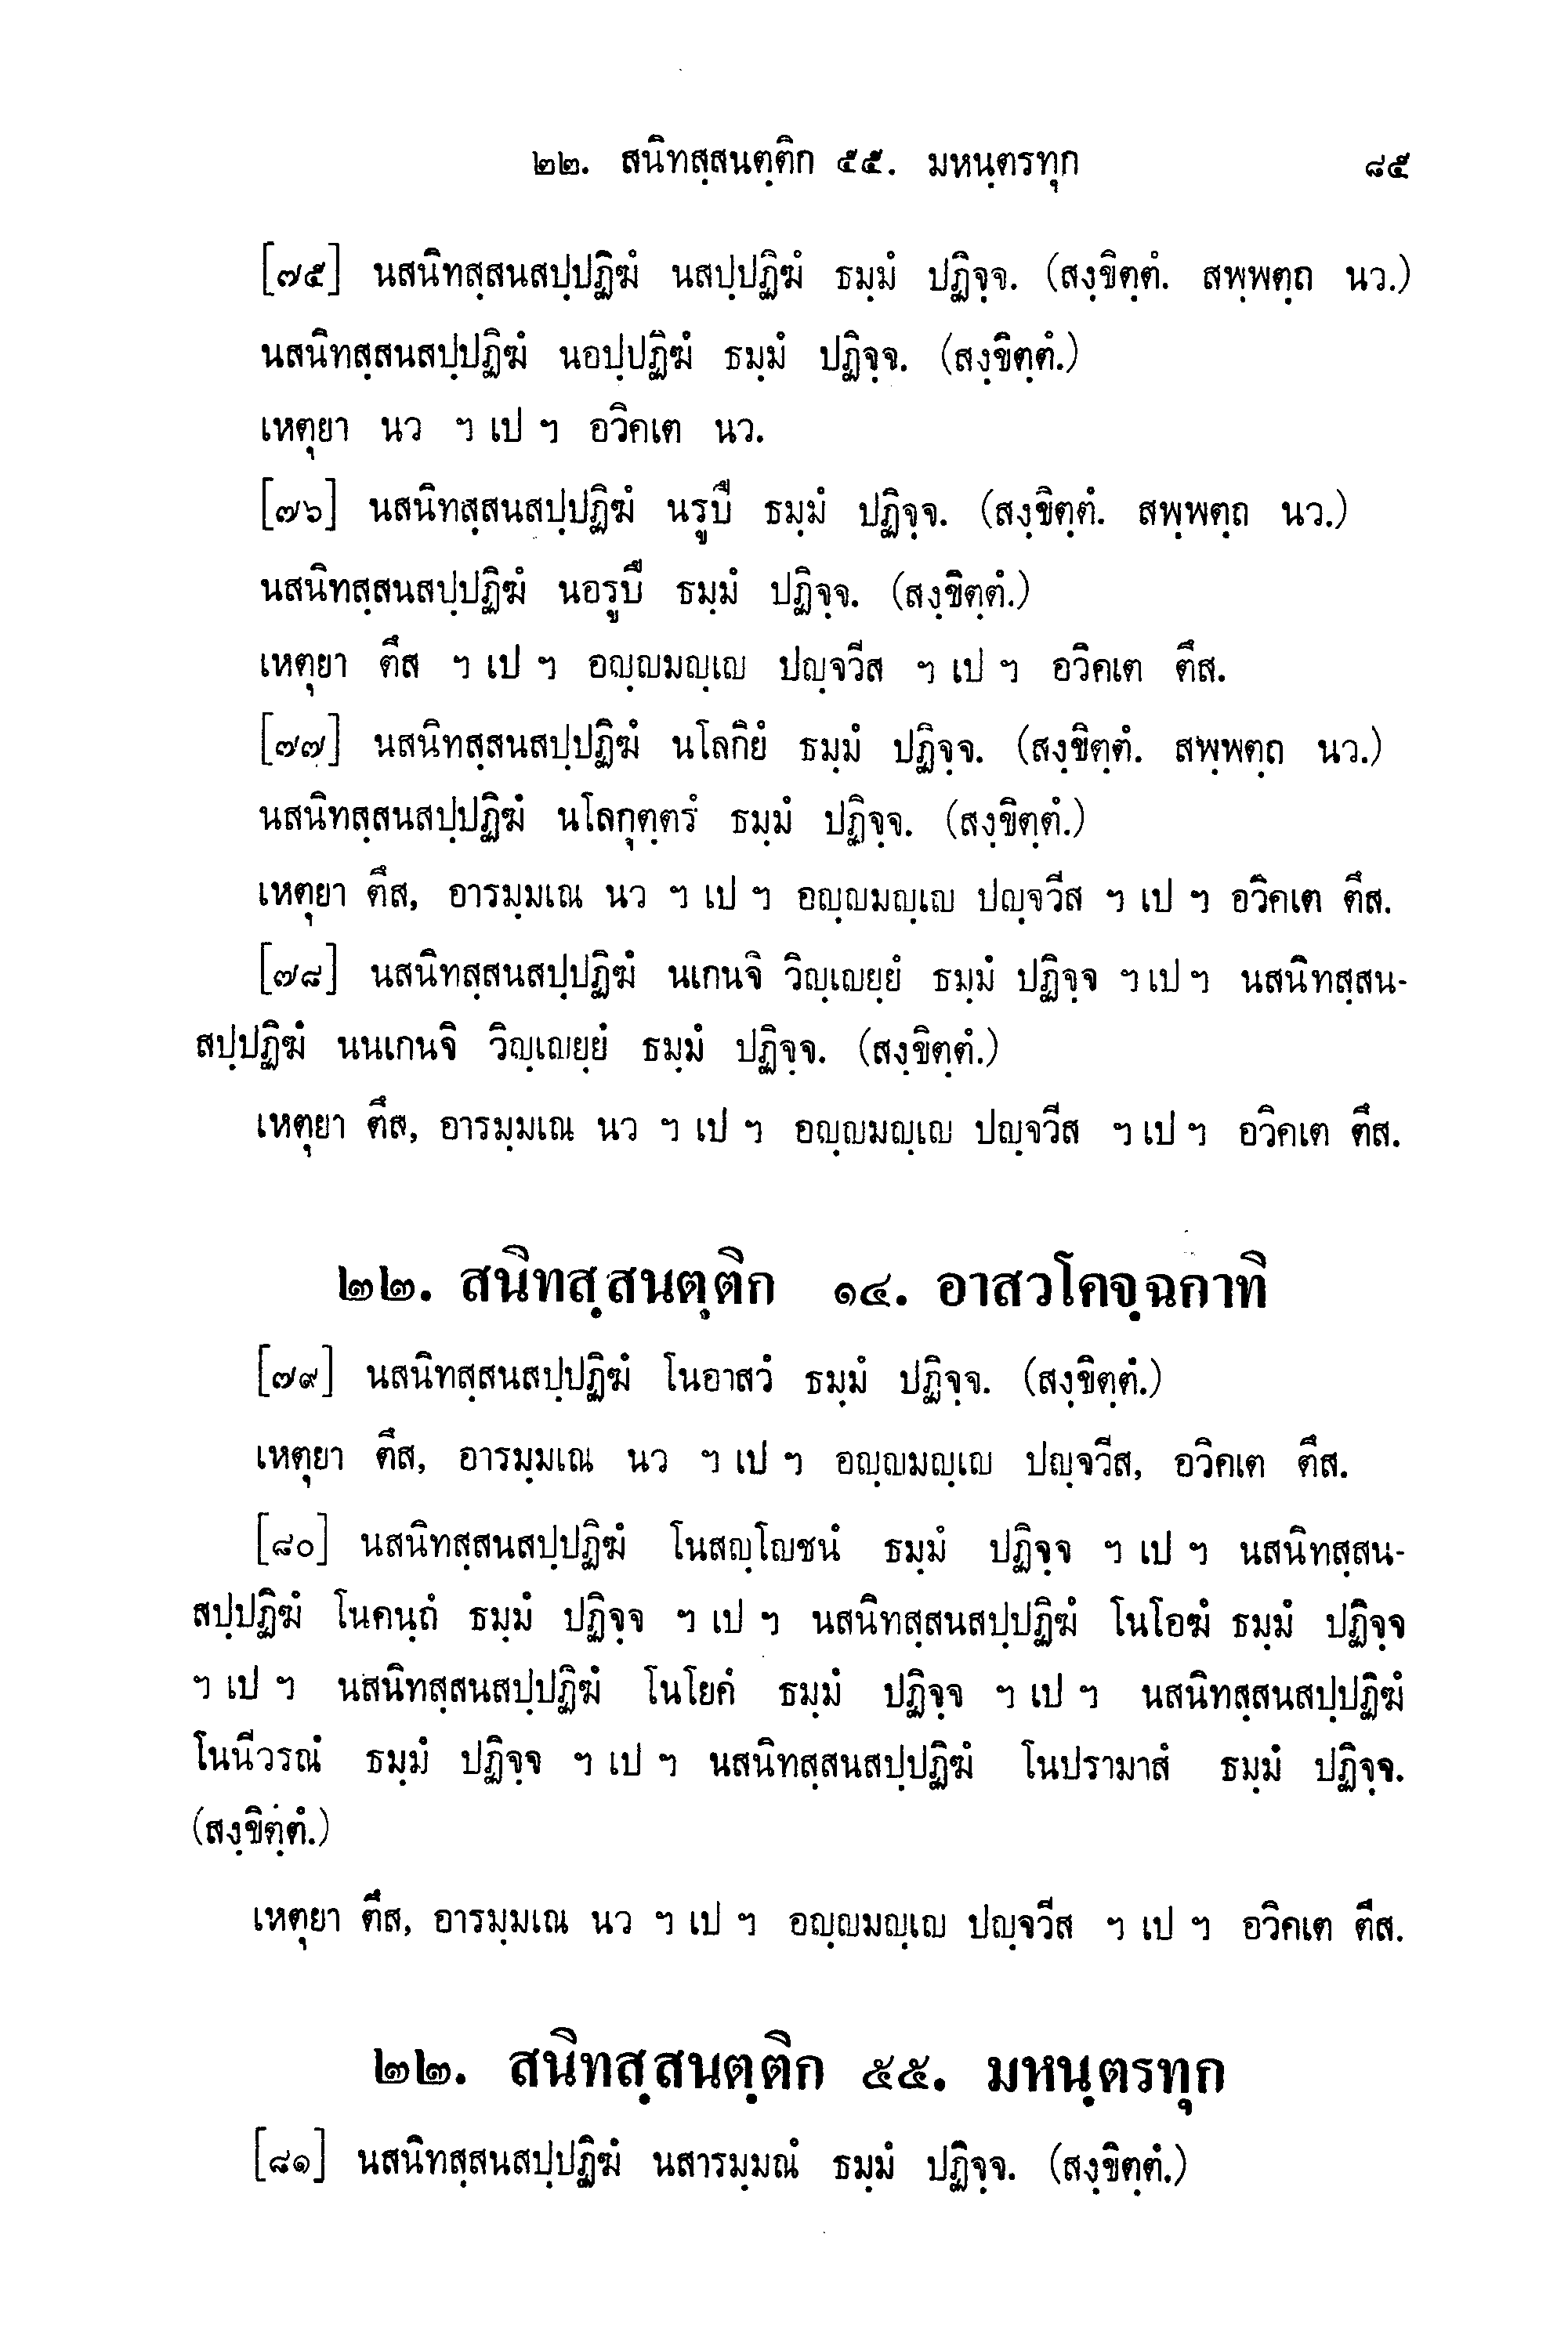 ๒๒. สนิทสฺสนตฺติก ๕๕. มหนฺตรทุก ๘๕
[๗๕] นสนิทสฺสนสปฺปฏิฆํ นสปฺปฏิฆํ ธมฺมํ ปฏิจฺจ. (สงฺขิตฺตํ. สพฺพตฺถ นว.)
นสนิทสฺสนสปฺปฏิฆํ นอปฺปฏิฆํ ธมฺมํ ปฏิจฺจ. (สงฺขิตฺตํ.)
เหตุยา นว ฯ เป ฯ อวิคเต นว.
[๗๖] นสนิทสฺสนสปฺปฏิฆํ นรูปึ ธมฺมํ ปฏิจฺจ. (สงฺขิตฺตํ. สพฺพตฺถ นว.)
นสนิทสฺสนสปฺปฏิฆํ นอรูปึ ธมฺมํ ปฏิจฺจ. (สงฺขิตฺตํ.)
เหตุยา ตึส ฯ เป ฯ อญฺญมญฺเญ ปญฺจวีส ฯ เป ฯ อวิคเต ตึส.
[๗๗] นสนิทสฺสนสปฺปฏิฆํ นโลกิยํ ธมฺมํ ปฏิจฺจ. (สงฺขิตฺตํ. สพฺพตฺถ นว.)
นสนิทสฺสนสปฺปฏิฆํ นโลกุตฺตรํ ธมฺมํ ปฏิจฺจ. (สงฺขิตฺตํ.)
เหตุยา ตึส, อารมฺมเณ นว ฯ เป ฯ อญฺญมญฺเญ ปญฺจวีส ฯ เป ฯ อวิคเต ตึส.
[๗๘] นสนิทสฺสนสปฺปฏิฆํ นเกนจิ วิญฺเญยฺยํ ธมฺมํ ปฏิจฺจ ฯ เป ฯ นสนิทสฺสน-
สปฺปฏิฆํ นนเกนจิ วิญฺเญยฺยํ ธมฺมํ ปฏิจฺจ. (สงฺขิตฺตํ.)
เหตุยา ตึส, อารมฺมเณ นว ฯ เป ฯ อญฺญมญฺเญ ปญฺจวีส ฯ เป ฯ อวิคเต ตึส.
๒๒. สนิทสฺสนตฺติก ๑๔. อาสวโคจฺฉกาทิ
[๗๙] นสนิทสฺสนสปฺปฏิฆํ โนอาสวํ ธมฺมํ ปฏิจฺจ. (สงฺขิตฺตํ.)
เหตุยา ตึส, อารมฺมเณ นว ฯ เป ฯ อญฺญมญฺเญ ปญฺจวีส, อวิคเต ตึส.
[๘๐] นสนิทสฺสนสปฺปฏิฆํ โนสญฺโญชนํ ธมฺมํ ปฏิจฺจ ฯ เป ฯ นสนิทสฺสน-
สปฺปฏิฆํ โนคนฺถํ ธมฺมํ ปฏิจฺจ ฯ เป ฯ นสนิทสฺสนสปฺปฏิฆํ โนโอฆํ ธมฺมํ ปฏิจฺจ
ฯ เป ฯ นสนิทสฺสนสปฺปฏิฆํ โนโยคํ ธมฺมํ ปฏิจฺจ ฯ เป ฯ นสนิทสฺสนสปฺปฏิฆํ
โนนีวรณํ ธมฺมํ ปฏิจฺจ ฯ เป ฯ นสนิทสฺสนสปฺปฏิฆํ โนปรามาสํ ธมฺมํ ปฏิจฺจ.
(สงฺขิตฺตํ.)
เหตุยา ตึส, อารมฺมเณ นว ฯ เป ฯ อญฺญมญฺเญ ปญฺจวีส ฯ เป ฯ อวิคเต ตึส.
๒๒. สนิทสฺสนตฺติก ๕๕. มหนฺตรทุก
[๘๑] นสนิทสฺสนสปฺปฏิฆํ นสารมฺมณํ ธมฺมํ ปฏิจฺจ. (สงฺขิตฺตํ.)